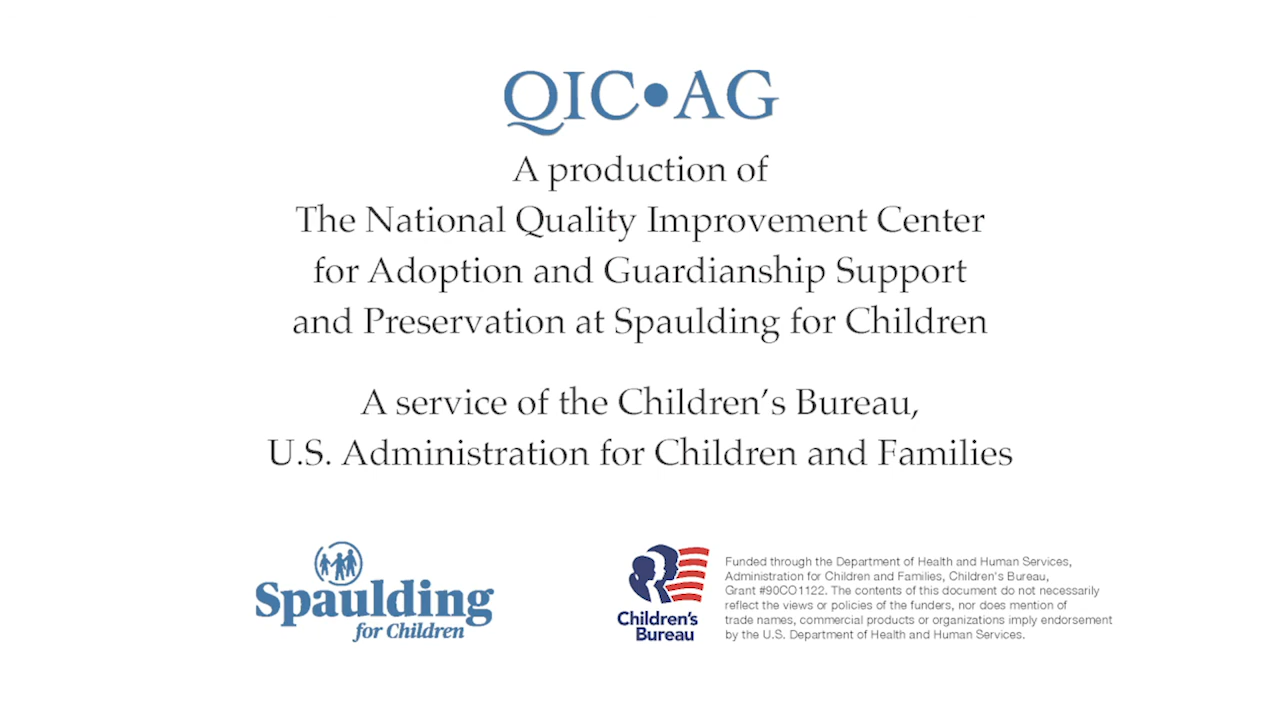 QIC•AG
A production of
The National Quality Improvement Center
for Adoption and Guardianship Support
and Preservation at Spaulding for Children
A service of the Children’s Bureau,
U.S. Administration for Children and Families
Spaulding
for Children
Children's
Bureau
Funded through the Department of Health and Human Services,
Administration for Children and Families, Children's Bureau,
Grant #90CO1122. The contents of this document do not necessarily
reflect the views or policies of the funders, nor does mention of
trade names, commercial products or organizations imply endorsement
by the U.S. Department of Health and Human Services.